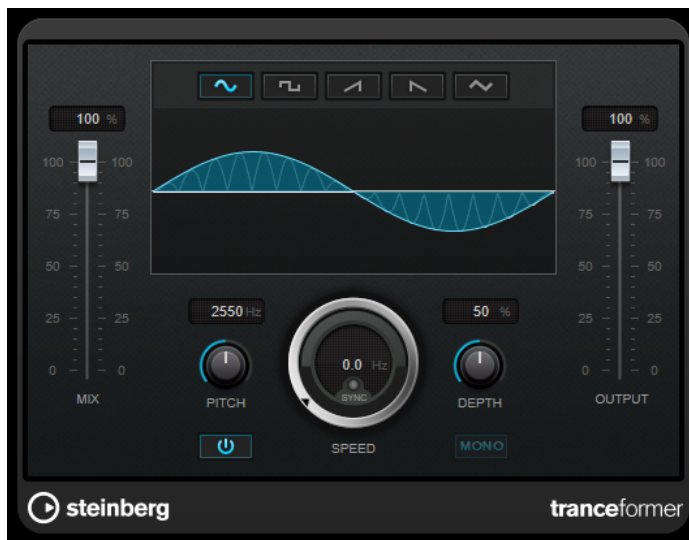 100 %
100 %
100 100
100 100
75 75
75 75
50 50
50 50
25 25
25 25
0 0
0 0
2550 Hz
50 %
0.0 Hz
SYNC
MIX
PITCH
DEPTH
OUTPUT
SPEED
MONO
steinberg
tranceformer